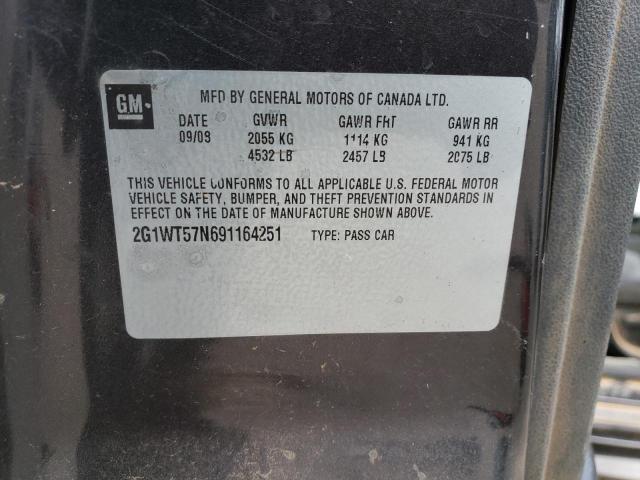 GM
MFD BY GENERAL MOTORS OF CANADA LTD.
DATE GVWR GAWR FRT GAWR RR
09/09 2055 KG 1114 KG 941 KG
4532 LB 2457 LB 2075 LB
THIS VEHICLE CONFORMS TO ALL APPLICABLE U.S. FEDERAL MOTOR
VEHICLE SAFETY, BUMPER, AND THEFT PREVENTION STANDARDS IN
EFFECT ON THE DATE OF MANUFACTURE SHOWN ABOVE.
2G1WT57N691164251 TYPE: PASS CAR